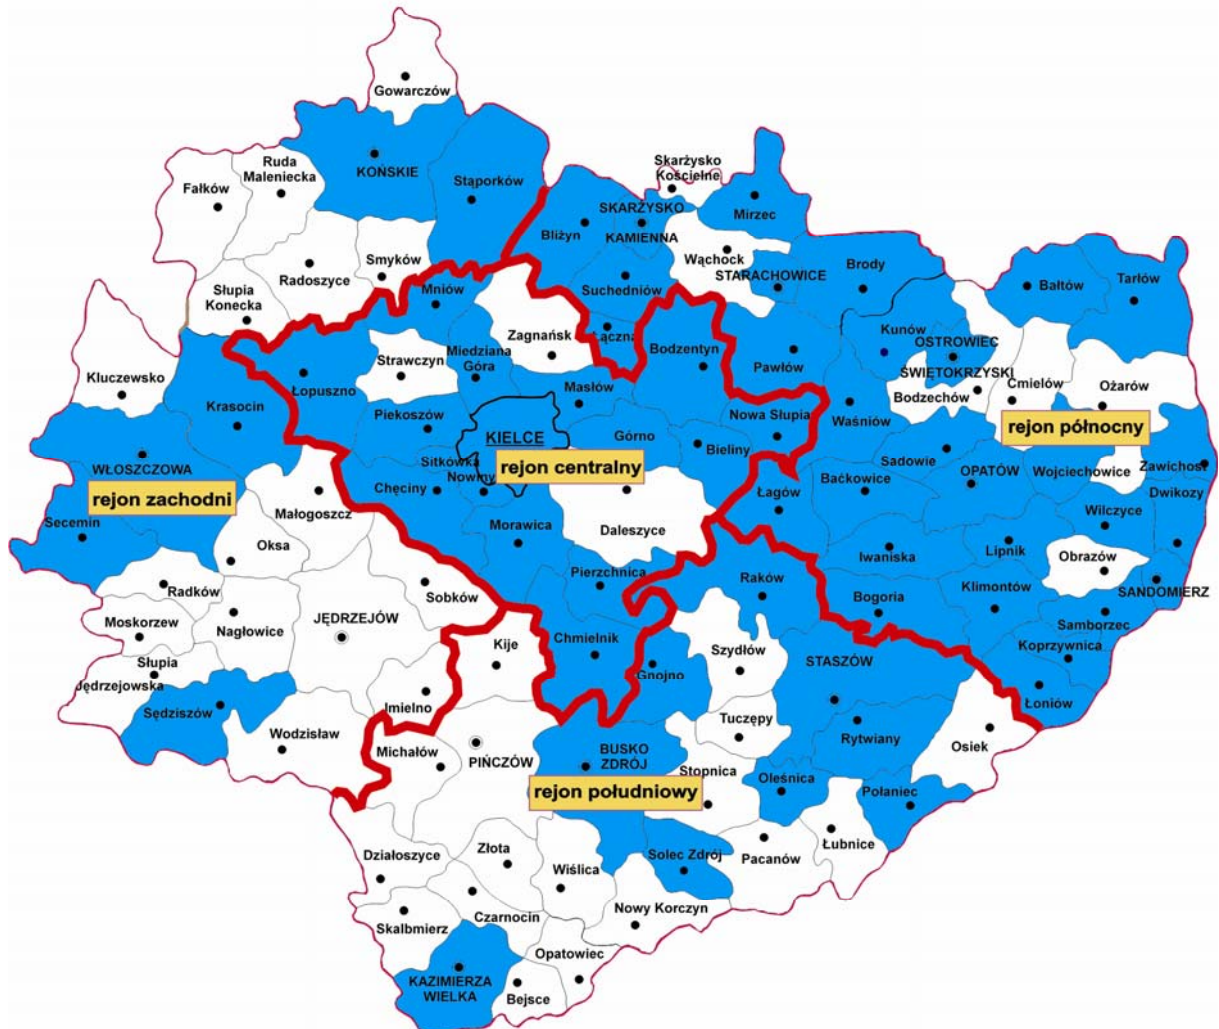 Gowarczów
KOŃSKIE
Stąporków
Ruda
Maleniecka
Fałków
Smyków
Radoszyce
Słupia
Konecka
Skarżysko
Kościelne
SKARŻYSKO
KAMIENNA
Bliżyn
Mirzec
Wąchock
STARACHOWICE
Suchedniów
Brody
Bałtów
Tarłów
Mniów
Zagnańsk
Łączna
Bodzentyn
Pawłów
Kunów
OSTROWIEC
ŚWIĘTOKRZYSKI
Bodzechów
Ćmielów
Ożarów
Kluczewsko
Strawczyn
Miedziana
Góra
Łopuszno
Masłów
Krasocin
Piekoszów
KIELCE
Górno
Nowa Słupia
Bieliny
Waśniów
rejon północny
rejon centralny
WŁOSZCZOWA
Sitkówka
Nowiny
Chęciny
rejon zachodni
Sadowie
OPATÓW
Wojciechowice
Zawichost
Baćkowice
Łagów
Dwikozy
Wilczyce
Małogoszcz
Secemin
Oksa
Morawica
Daleszyce
Iwaniska
Lipnik
Obrazów
Radków
Sobków
Pierzchnica
Raków
Bogoria
Klimontów
SANDOMIERZ
Samborzec
Moskorzew
Nagłowice
JĘDRZEJÓW
Kije
Chmielnik
Szydłów
STASZÓW
Koprzywnica
Słupia
Jędrzejowska
Gnojno
Łoniów
Sędziszów
Imielno
Wodzisław
Tuczępy
Rytwiany
Osiek
Michałów
PIŃCZÓW
BUSKO
ZDRÓJ
Stopnica
Oleśnica
Połaniec
rejon południowy
Działoszyce
Złota
Wiślica
Solec Zdrój
Pacanów
Łubnice
Skalbmierz
Czarnocin
Nowy Korczyn
Opatowiec
KAZIMIERZA
WIELKA
Bejsce